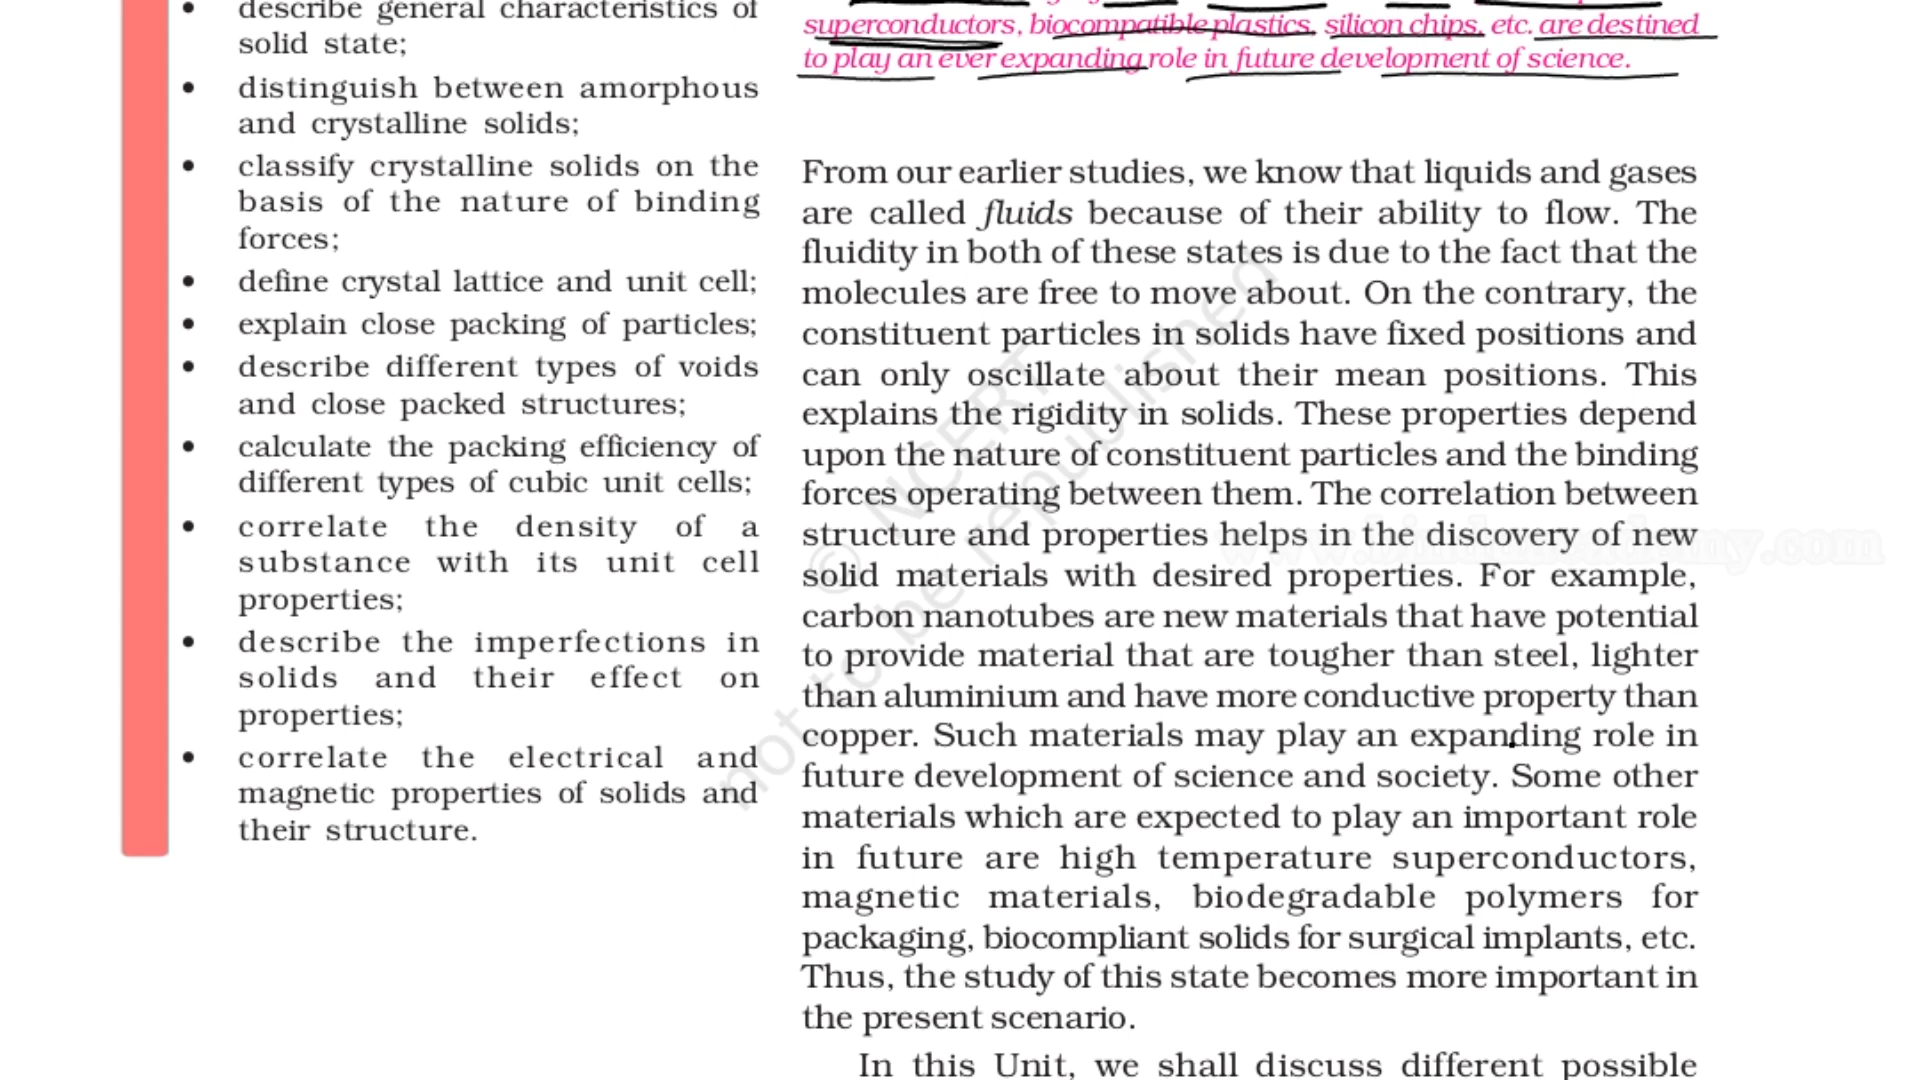 describe general characteristics of
solid state;
distinguish between amorphous
and crystalline solids;
classify crystalline solids on the
basis of the nature of binding
forces;
define crystal lattice and unit cell;
explain close packing of particles;
describe different types of voids
and close packed structures;
calculate the packing efficiency of
different types of cubic unit cells;
correlate the density of a
substance with its unit cell
properties;
describe the imperfections in
solids and their effect on
properties;
correlate the electrical and
magnetic properties of solids and
their structure.
superconductors, biocompatible plastics, silicon chips, etc. are destined
to play an ever expanding role in future development of science.
From our earlier studies, we know that liquids and gases
are called fluids because of their ability to flow. The
fluidity in both of these states is due to the fact that the
molecules are free to move about. On the contrary, the
constituent particles in solids have fixed positions and
can only oscillate about their mean positions. This
explains the rigidity in solids. These properties depend
upon the nature of constituent particles and the binding
forces operating between them. The correlation between
structure and properties helps in the discovery of new
solid materials with desired properties. For example,
carbon nanotubes are new materials that have potential
to provide material that are tougher than steel, lighter
than aluminium and have more conductive property than
copper. Such materials may play an expanding role in
future development of science and society. Some other
materials which are expected to play an important role
in future are high temperature superconductors,
magnetic materials, biodegradable polymers for
packaging, biocompliant solids for surgical implants, etc.
Thus, the study of this state becomes more important in
the present scenario.
In this Unit, we shall discuss different possible
© NCERT
not to be republished